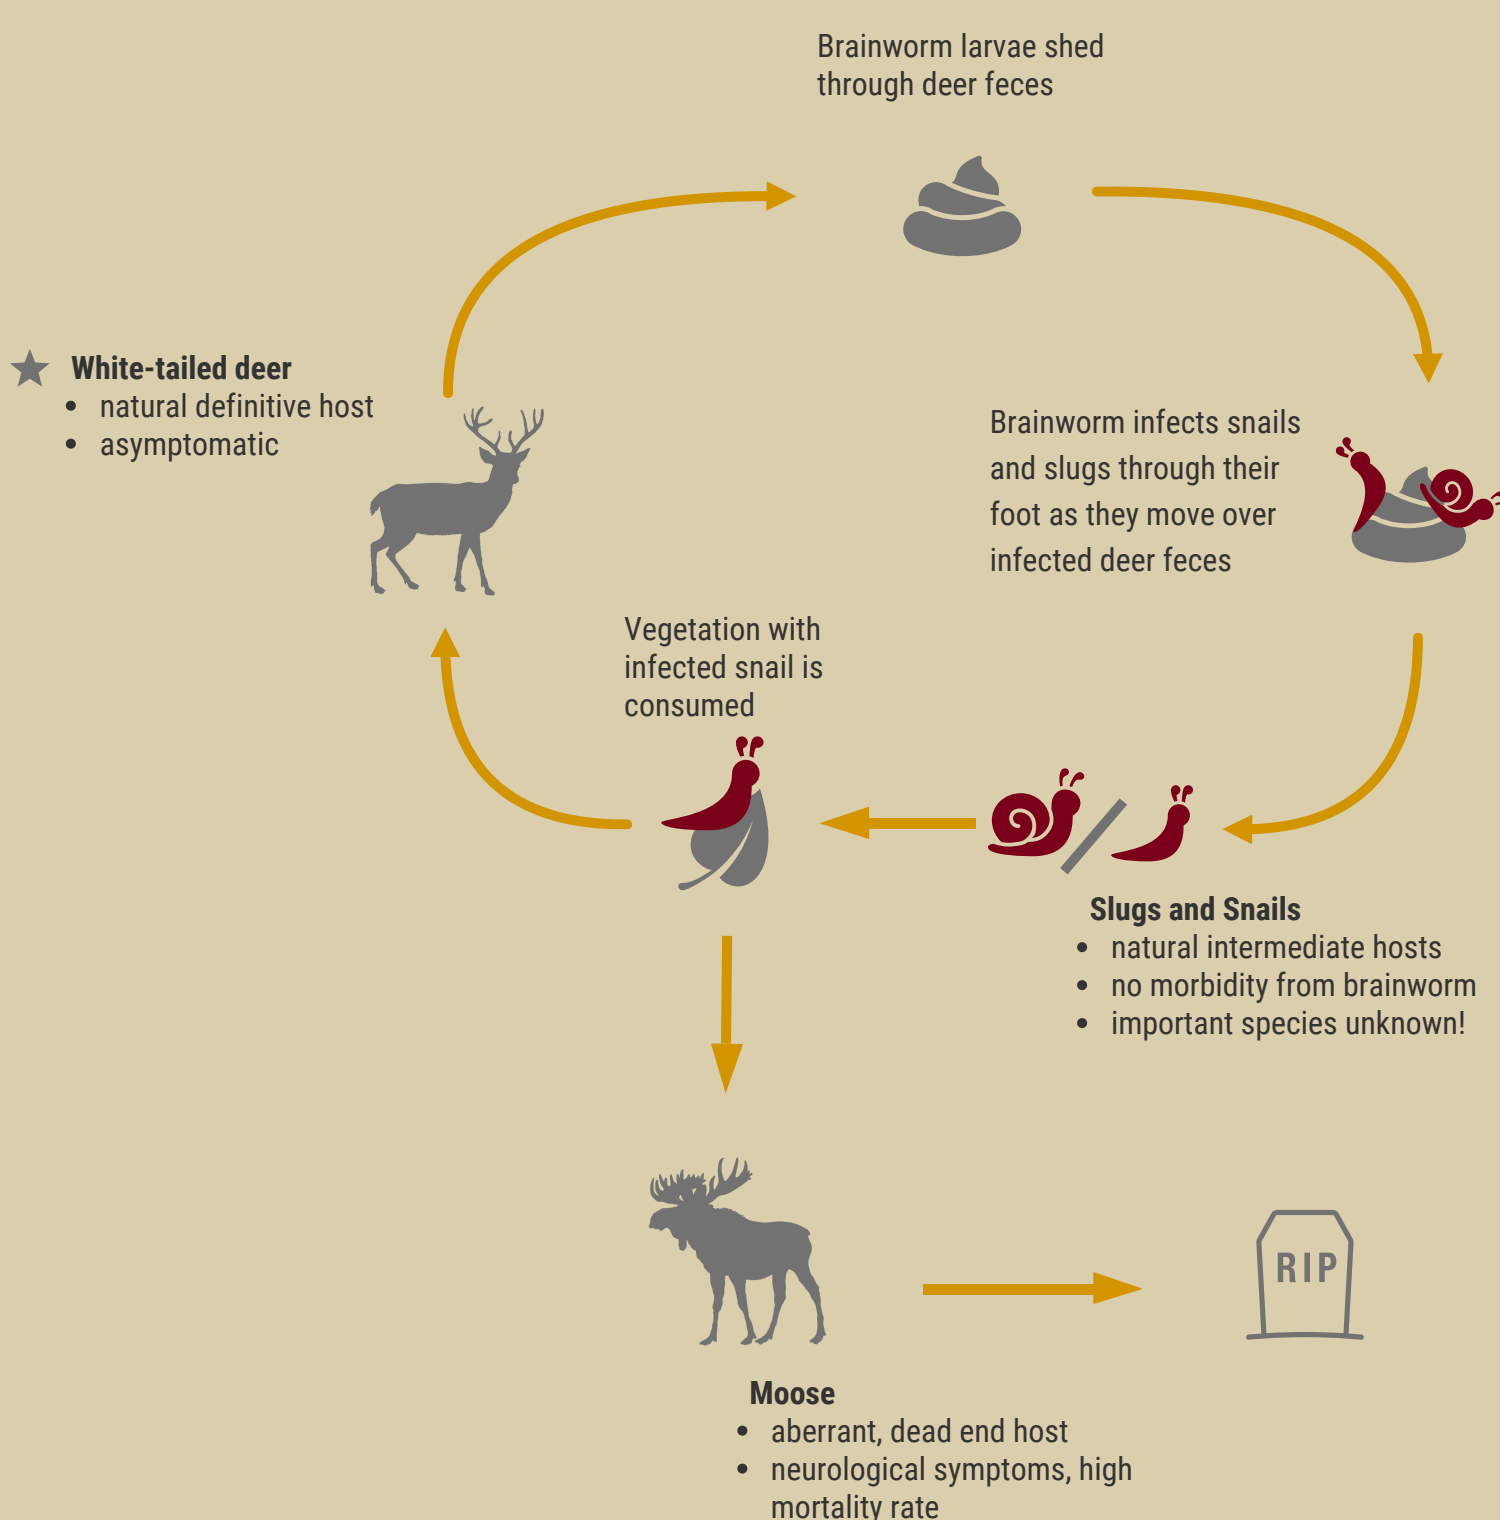 Brainworm larvae shed
through deer feces
White-tailed deer
• natural definitive host
• asymptomatic
Brainworm infects snails
and slugs through their
foot as they move over
infected deer feces
Vegetation with
infected snail is
consumed
Slugs and Snails
• natural intermediate hosts
• no morbidity from brainworm
• important species unknown!
RIP
Moose
• aberrant, dead end host
• neurological symptoms, high
mortality rate